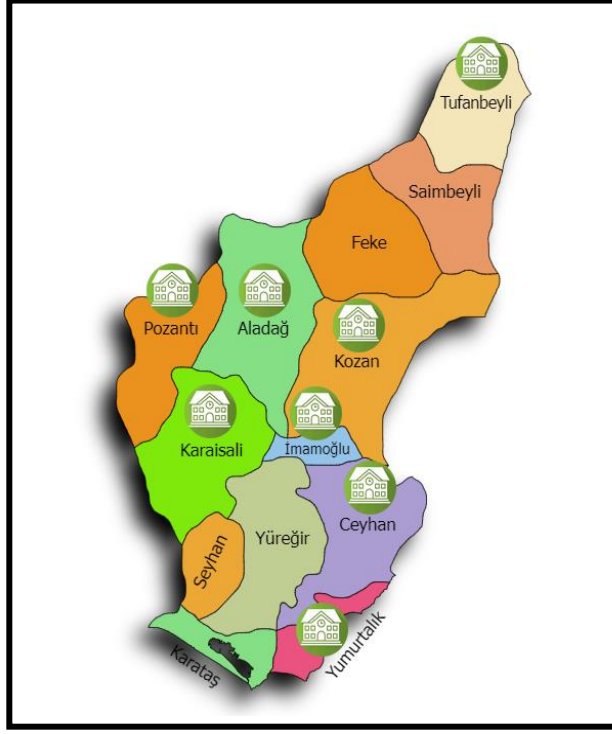 Tufanbeyli
Saimbeyli
Feke
Pozantı
Aladağ
Kozan
Karaisali
İmamoğlu
Ceyhan
Yüreğir
Seyhan
Yumurtalık
Karataş